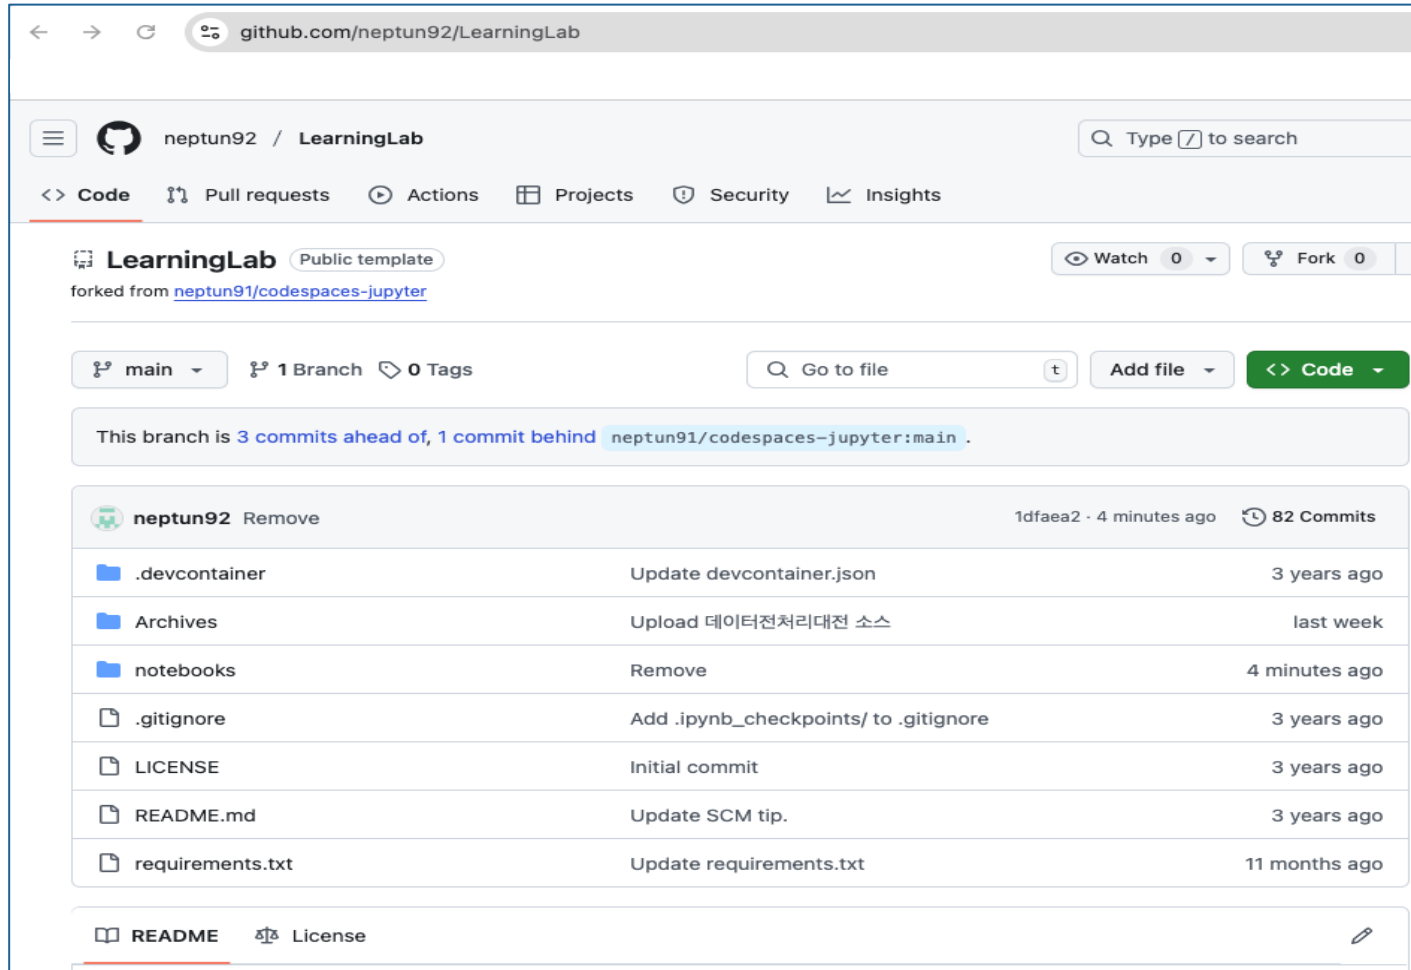 github.com/neptun92/LearningLab
neptun92 / LearningLab
Type / to search
<> Code Pull requests Actions Projects Security Insights
LearningLab Public template
Watch 0
Fork 0
forked from neptun91/codespaces-jupyter
main 1 Branch 0 Tags
Go to file t
Add file
<> Code
This branch is 3 commits ahead of, 1 commit behind neptun91/codespaces-jupyter:main .
neptun92 Remove 1dfaea2 · 4 minutes ago 82 Commits
.devcontainer Update devcontainer.json 3 years ago
Archives Upload 데이터전처리대전 소스 last week
notebooks Remove 4 minutes ago
.gitignore Add .ipynb_checkpoints/ to .gitignore 3 years ago
LICENSE Initial commit 3 years ago
README.md Update SCM tip. 3 years ago
requirements.txt Update requirements.txt 11 months ago
README License